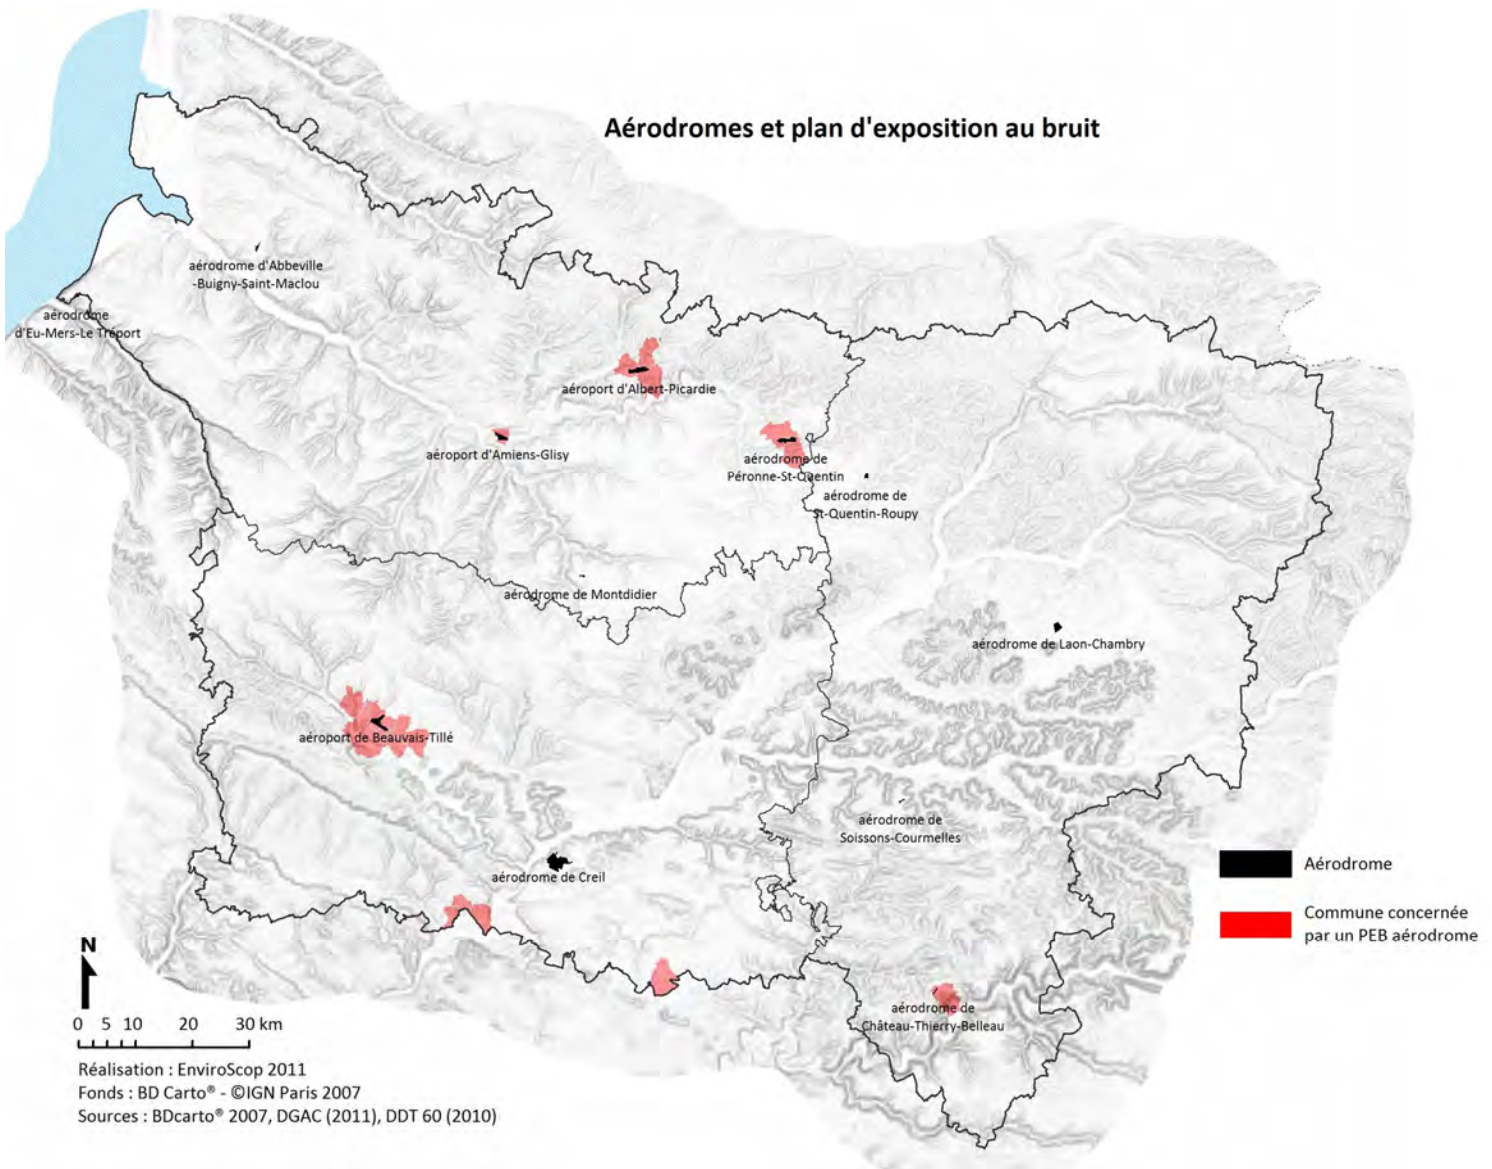 Aérodromes et plan d'exposition au bruit
aérodrome d'Abbeville
-Buigny-Saint-Maclou
aérodrome
d'Eu-Mers-Le Tréport
aéroport d'Albert-Picardie
aéroport d'Amiens-Glisy
aérodrome de
Péronne-St-Quentin
aérodrome de
St-Quentin-Roupy
aérodrome de Montdidier
aérodrome de Laon-Chambry
aéroport de Beauvais-Tillé
aérodrome de
Soissons-Courmelles
aérodrome de Creil
Aérodrome
Commune concernée
par un PEB aérodrome
aérodrome de
Château-Thierry-Belleau
N
0 5 10 20 30 km
Réalisation : EnviroScop 2011
Fonds : BD Carto® - ©IGN Paris 2007
Sources : BDcarto® 2007, DGAC (2011), DDT 60 (2010)